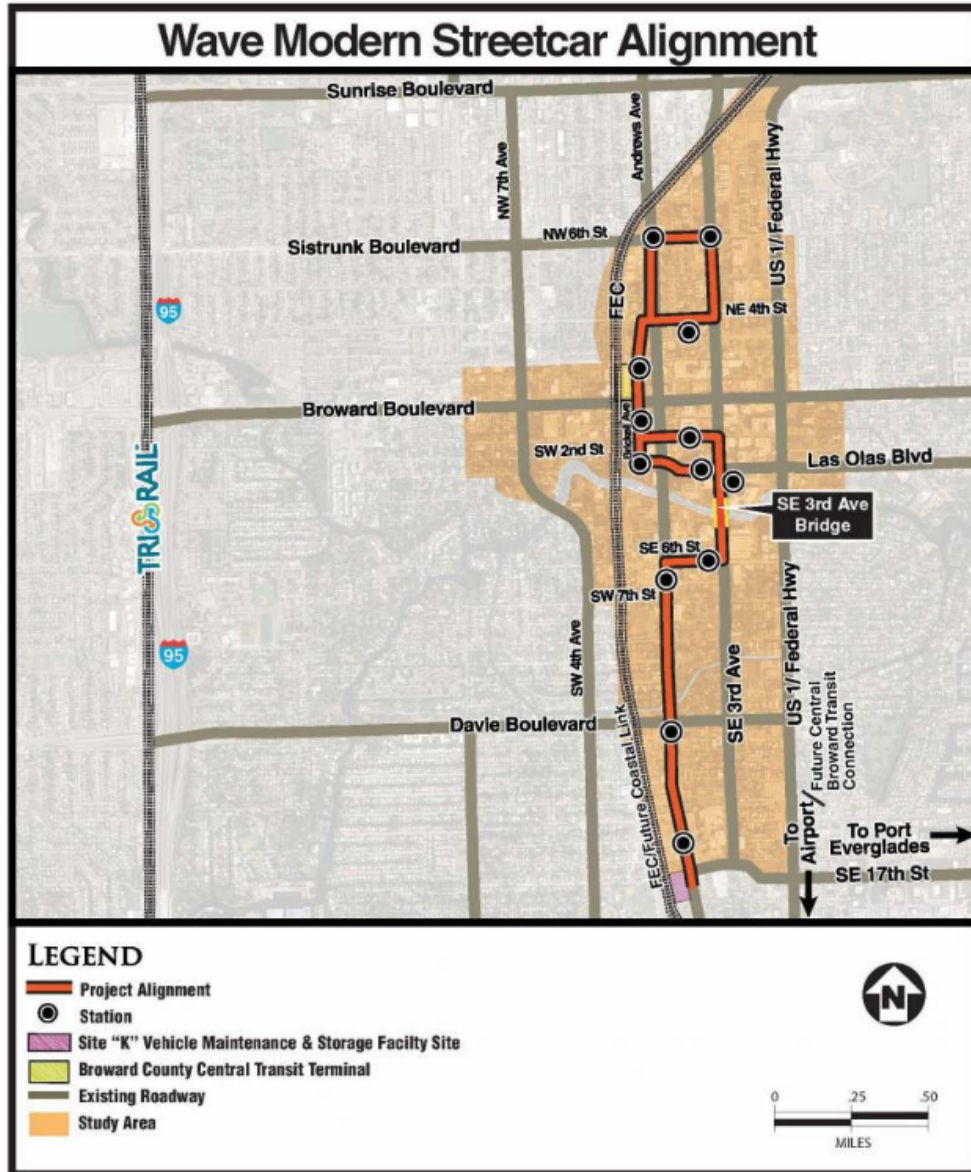 Wave Modern Streetcar Alignment
Sunrise Boulevard
Andrews Ave
NW 7th Ave
US 1/ Federal Hwy
NW 6th St
Sistrunk Boulevard
FEC
NE 4th St
95
Broward Boulevard
Brickell Ave
SW 2nd St
Las Olas Blvd
TRI RAIL
SE 3rd Ave
Bridge
SE 6th St
SW 7th St
95
SW 4th Ave
SE 3rd Ave
US 1/ Federal Hwy
Davie Boulevard
FEC/Future Coastal Link
Future Central
Broward Transit
Connection
To
Airport/
To Port
Everglades
SE 17th St
LEGEND
Project Alignment
Station
Site "K" Vehicle Maintenance & Storage Facilty Site
Broward County Central Transit Terminal
Existing Roadway
Study Area
N
0 .25 .50
MILES